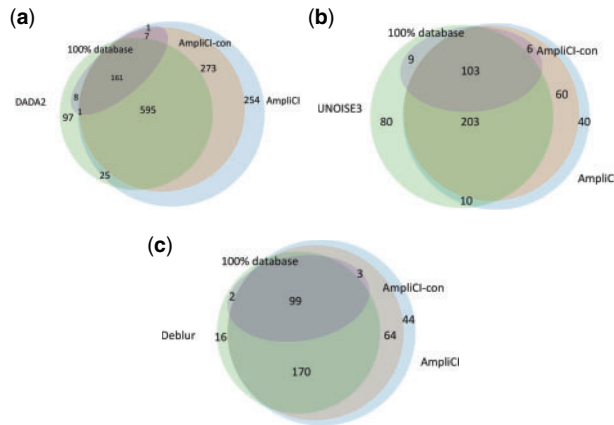 (a)
1
7
100% database
AmpliCI-con
161
273
DADA2
8
1
97
595
254
AmpliCI
25
(b)
100% database
6
AmpliCI-con
9
103
60
UNOISE3
80
203
40
AmpliC
10
(c)
100% database
3
AmpliCI-con
2
99
44
Deblur
16
64
AmpliCI
170